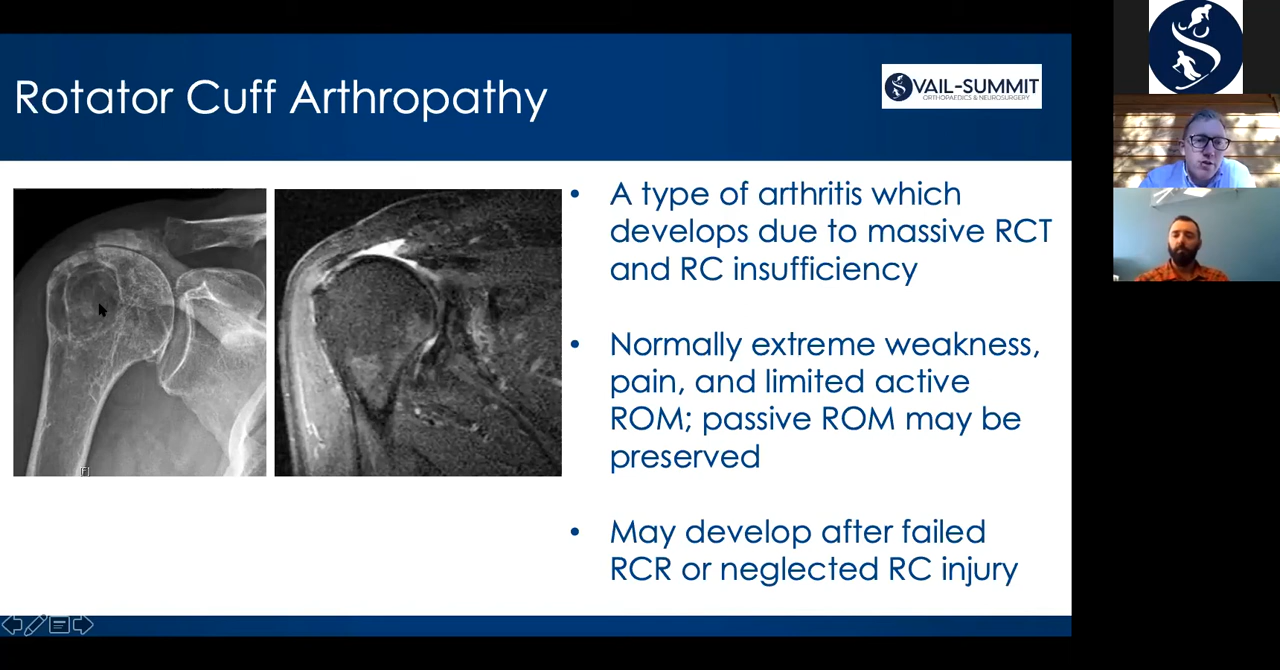 Rotator Cuff Arthropathy
VAIL-SUMMIT
ORTHOPAEDICS & NEUROSURGERY
• A type of arthritis which
develops due to massive RCT
and RC insufficiency
• Normally extreme weakness,
pain, and limited active
ROM; passive ROM may be
preserved
• May develop after failed
RCR or neglected RC injury
[F]